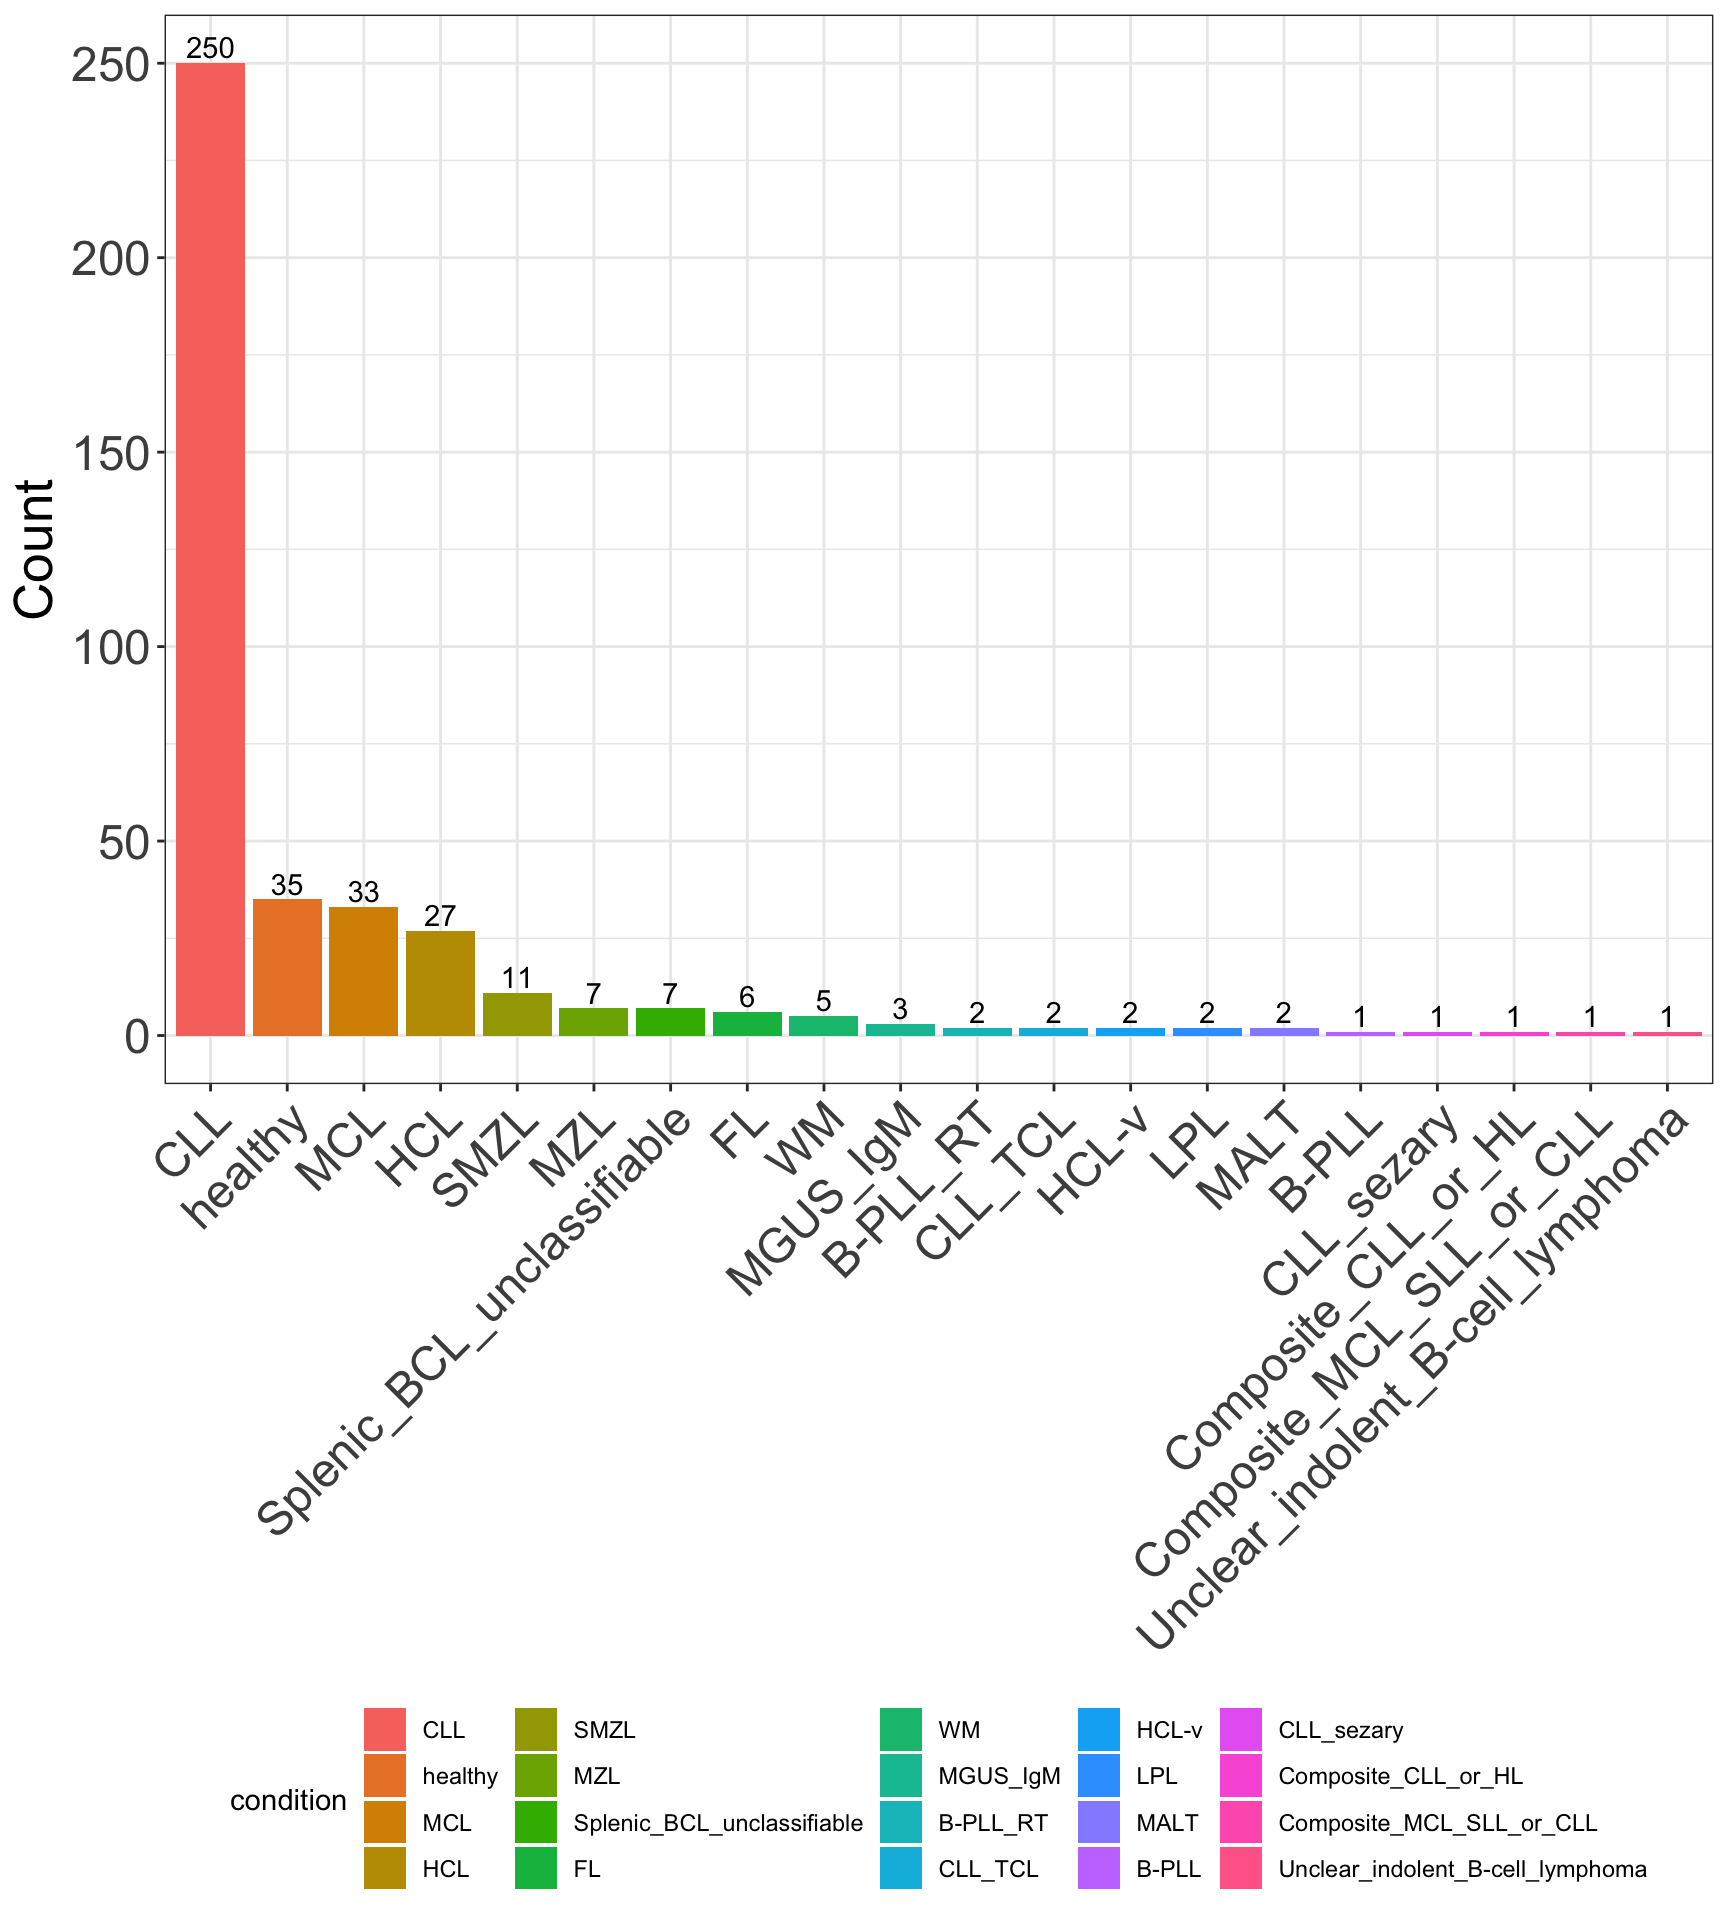 Count
250
200
150
100
50
0
250
35
33
27
11
7
7
6
5
3
2
2
2
2
2
1
1
1
1
1
CLL
healthy
MCL
HCL
SMZL
MZL
Splenic_BCL_unclassifiable
FL
WM
MGUS_IgM
B-PLL_RT
CLL_TCL
HCL-v
LPL
MALT
B-PLL
CLL_sezary
Composite_CLL_or_HL
Composite_MCL_SLL_or_CLL
Unclear_indolent_B-cell_lymphoma
condition
CLL
healthy
MCL
HCL
SMZL
MZL
Splenic_BCL_unclassifiable
FL
WM
MGUS_IgM
B-PLL_RT
CLL_TCL
HCL-v
LPL
MALT
B-PLL
CLL_sezary
Composite_CLL_or_HL
Composite_MCL_SLL_or_CLL
Unclear_indolent_B-cell_lymphoma